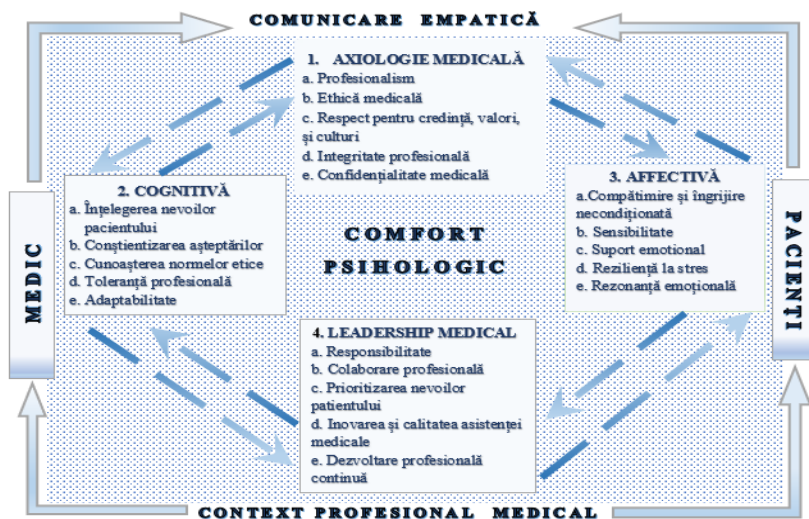 COMUNICARE EMPATICĂ
1. AXIOLOGIE MEDICALĂ
a. Profesionalism
b. Ethică medicală
c. Respect pentru credință, valori,
și culturi
d. Integritate profesională
e. Confidențialitate medicală
2. COGNITIVĂ
a. Înțelegerea nevoilor
pacientului
b. Conștientizarea așteptărilor
c. Cunoașterea normelor etice
d. Toleranță profesională
e. Adaptabilitate
3. AFFECTIVĂ
a.Compătimire și îngrijire
necondiționată
b. Sensibilitate
c. Suport emotional
d. Reziliență la stres
e. Rezonanță emoțională
MEDIC
COMFORT
PSIHOLOGIC
PACIENTI
4. LEADERSHIP MEDICAL
a. Responsibilitate
b. Colaborare profesională
c. Prioritizarea nevoilor
patientului
d. Inovarea și calitatea asistenței
medicale
e. Dezvoltare profesională
continuă
CONTEXT PROFESIONAL MEDICAL